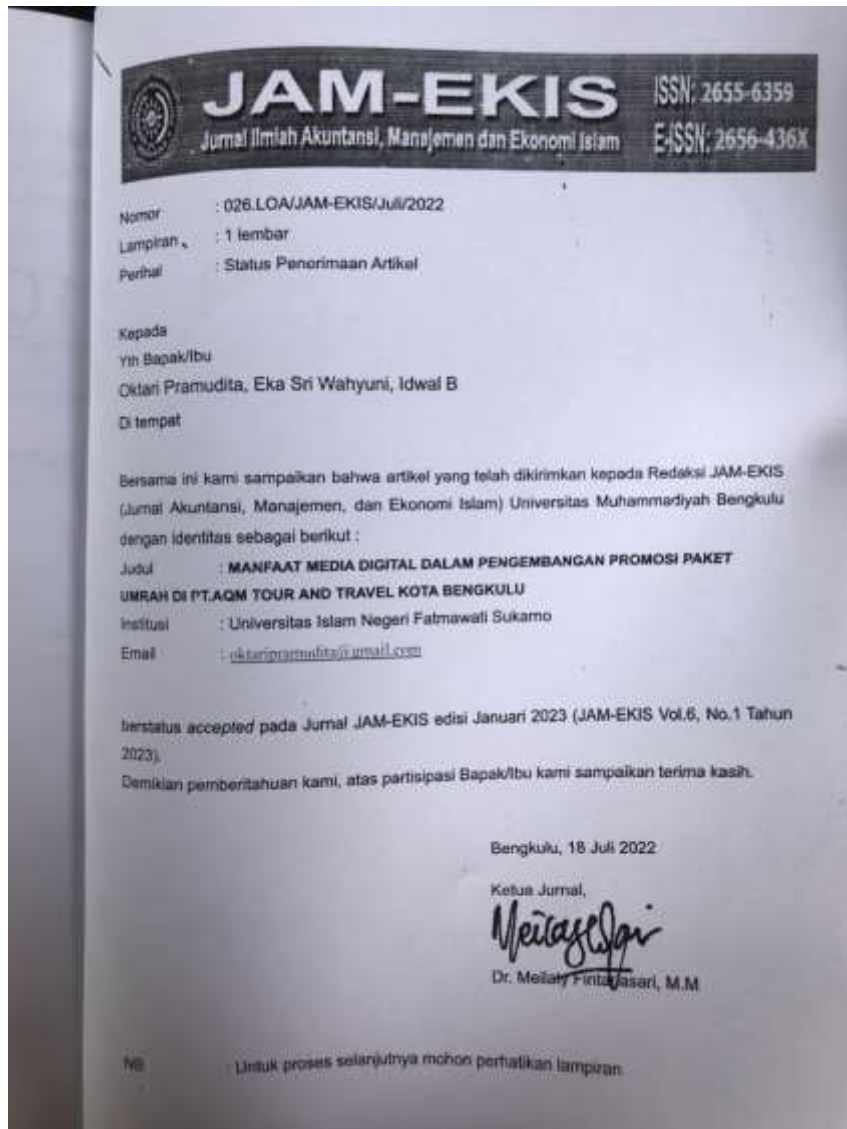 JAM-EKIS
Jurnal Ilmiah Akuntansi, Manajemen dan Ekonomi Islam
ISSN: 2655-6359
E-ISSN: 2656-436X
Nomor : 026.LOA/JAM-EKIS/Juli/2022
Lampiran : 1 lembar
Perihal : Status Penerimaan Artikel
Kepada
Yth Bapak/Ibu
Oktari Pramudita, Eka Sri Wahyuni, Idwal B
Di tempat
Bersama ini kami sampaikan bahwa artikel yang telah dikirimkan kepada Redaksi JAM-EKIS
(Jurnal Akuntansi, Manajemen, dan Ekonomi Islam) Universitas Muhammadiyah Bengkulu
dengan identitas sebagai berikut :
Judul : MANFAAT MEDIA DIGITAL DALAM PENGEMBANGAN PROMOSI PAKET
UMRAH DI PT.AQM TOUR AND TRAVEL KOTA BENGKULU
Institusi : Universitas Islam Negeri Fatmawati Sukarno
Email : oktaripramudita@gmail.com
berstatus accepted pada Jurnal JAM-EKIS edisi Januari 2023 (JAM-EKIS Vol.6, No.1 Tahun
2023).
Demikian pemberitahuan kami, atas partisipasi Bapak/Ibu kami sampaikan terima kasih.
Bengkulu, 18 Juli 2022
Ketua Jurnal,
Dr. Meilaty Fintariasari, M.M
NB : Untuk proses selanjutnya mohon perhatikan lampiran